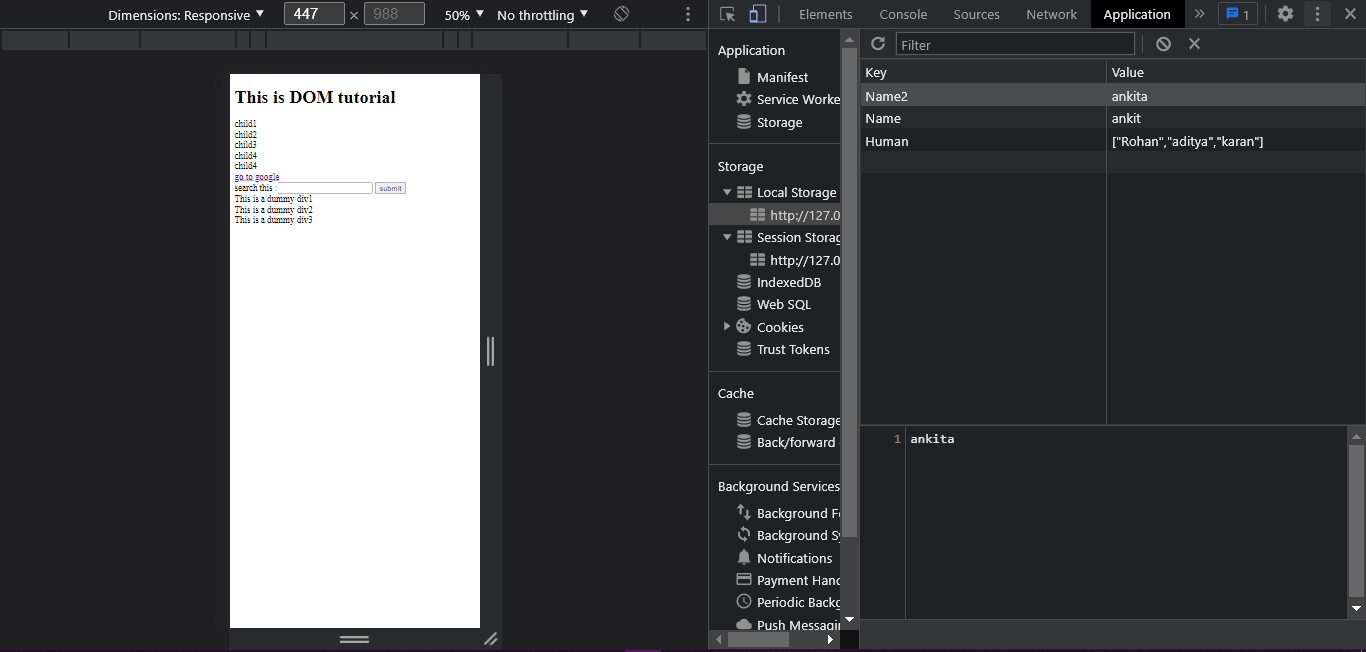 Dimensions: Responsive ▼ 447 × 988 50% ▼ No throttling ▼
Elements Console Sources Network Application » 1
This is DOM tutorial
child1
child2
child3
child4
child4
go to google
search this : submit
This is a dummy div1
This is a dummy div2
This is a dummy div3
Application
Manifest
Service Worke
Storage
Storage
Local Storage
http://127.0
Session Storag
http://127.0
IndexedDB
Web SQL
Cookies
Trust Tokens
Cache
Cache Storage
Back/forward
Background Services
Background Fe
Background Sy
Notifications
Payment Hand
Periodic Backg
Push Messagin
Filter
Key Value
Name2 ankita
Name ankit
Human ["Rohan","aditya","karan"]
1 ankita